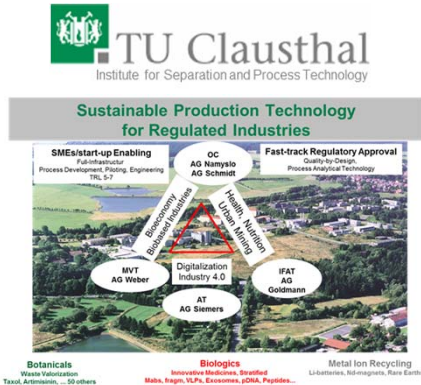 TU Clausthal
Institute for Separation and Process Technology
Sustainable Production Technology
for Regulated Industries
SMEs/start-up Enabling
Full-Infrastructur
Process Development, Piloting, Engineering
TRL 5-7
OC
AG Namyslo
AG Schmidt
Fast-track Regulatory Approval
Quality-by-Design,
Process Analytical Technology
Bioeconomy
Biobased Industries
Health, Nutrition
Urban Mining
MVT
AG Weber
Digitalization
Industry 4.0
IFAT
AG
Goldmann
AT
AG Siemers
Botanicals
Waste Valorization
Taxol, Artimisinin, ... 50 others
Biologics
Innovative Medicines, Stratified
Mabs, fragm, VLPs, Exosomes, pDNA, Peptides...
Metal Ion Recycling
Li-batteries, Nd-magnets, Rare Earth